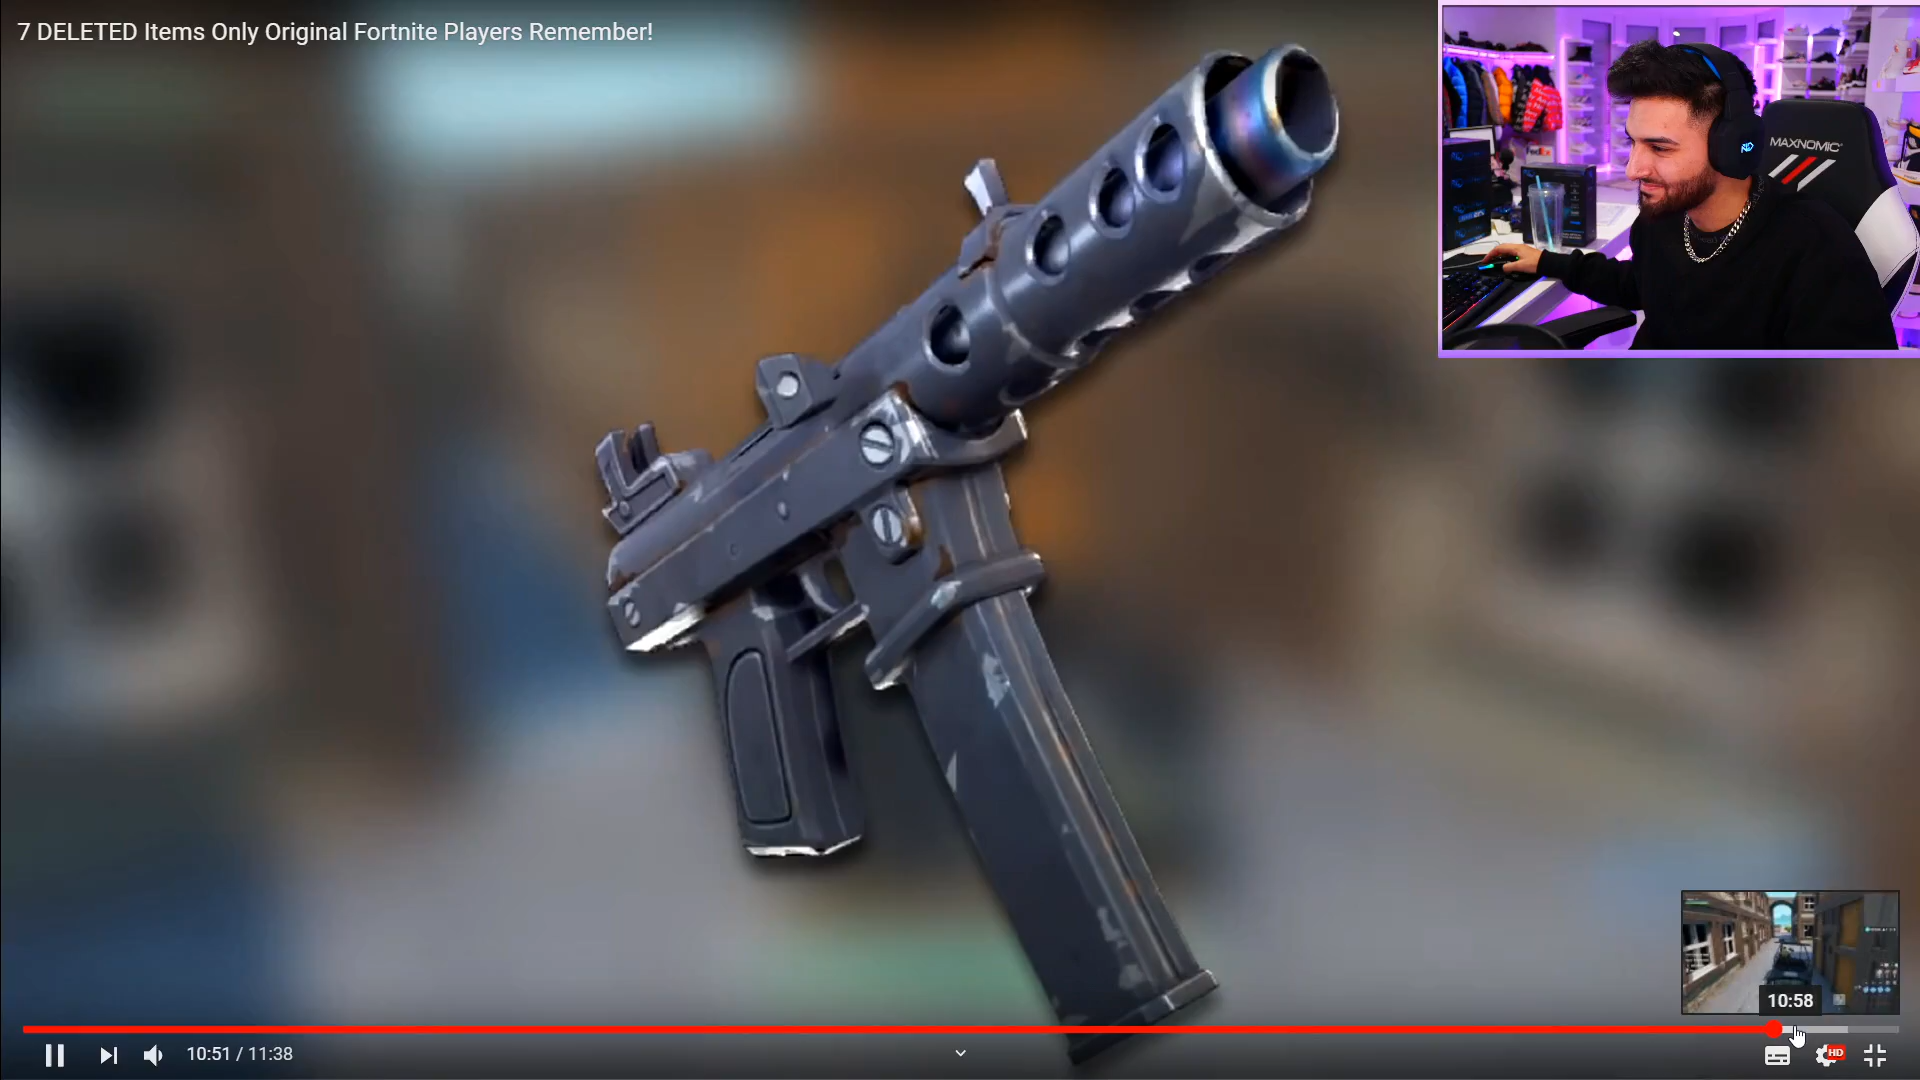 7 DELETED Items Only Original Fortnite Players Remember!
MAXNOMIC
10:58
10:51 / 11:38
HD